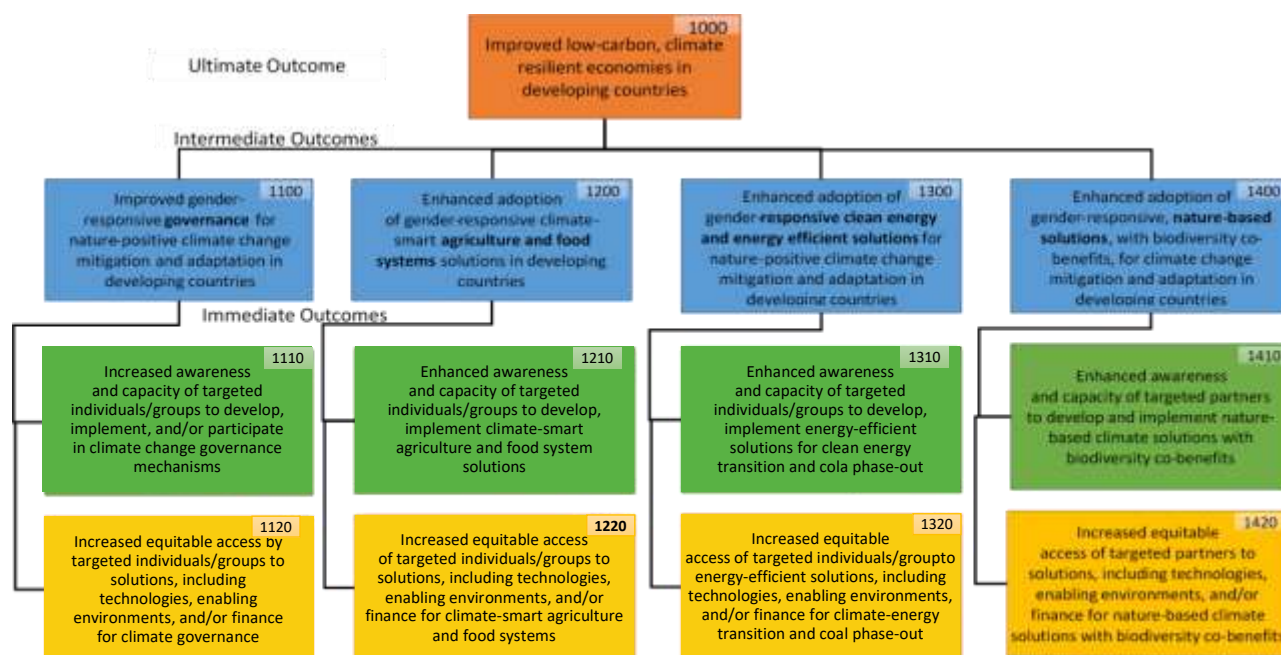 1000
Improved low-carbon, climate
resilient economies in
developing countries
Ultimate Outcome
Intermediate Outcomes
1100
Improved gender-
responsive governance for
nature-positive climate change
mitigation and adaptation in
developing countries
1200
Enhanced adoption
of gender-responsive climate-
smart agriculture and food
systems solutions in developing
countries
1300
Enhanced adoption of
gender-responsive clean energy
and energy efficient solutions for
nature-positive climate change
mitigation and adaptation in
developing countries
1400
Enhanced adoption of
gender-responsive, nature-based
solutions, with biodiversity co-
benefits, for climate change
mitigation and adaptation in
developing countries
Immediate Outcomes
1110
Increased awareness
and capacity of targeted
individuals/groups to develop,
implement, and/or participate
in climate change governance
mechanisms
1210
Enhanced awareness
and capacity of targeted
individuals/groups to develop,
implement climate-smart
agriculture and food system
solutions
1310
Enhanced awareness
and capacity of targeted
individuals/groups to develop,
implement energy-efficient
solutions for clean energy
transition and cola phase-out
1410
Enhanced awareness
and capacity of targeted partners
to develop and implement nature-
based climate solutions with
biodiversity co-benefits
1120
Increased equitable access by
targeted individuals/groups to
solutions, including
technologies, enabling
environments, and/or finance
for climate governance
1220
Increased equitable access
of targeted individuals/groups to
solutions, including technologies,
enabling environments, and/or
finance for climate-smart agriculture
and food systems
1320
Increased equitable
access of targeted individuals/groupto
energy-efficient solutions, including
technologies, enabling environments,
and/or finance for climate-energy
transition and coal phase-out
1420
Increased equitable
access of targeted partners to
solutions, including technologies,
enabling environments, and/or
finance for nature-based climate
solutions with biodiversity co-benefits